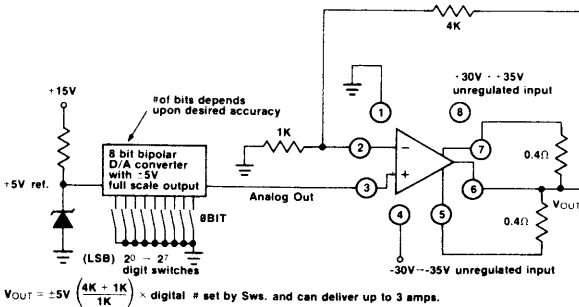 4K
+15V
#of bits depends
upon desired accuracy
·30V · ·35V
unregulated input
1
8
1K
8 bit bipolar
D/A converter
with ±5V
full scale output
2
7
0.4Ω
+5V ref.
3
6
Analog Out
ØBIT
4
5
0.4Ω
VOUT
(LSB) 2⁰ → 2⁷
digit switches
-30V--35V unregulated input
VOUT = ±5V (4K + 1K / 1K) × digital # set by Sws. and can deliver up to 3 amps.